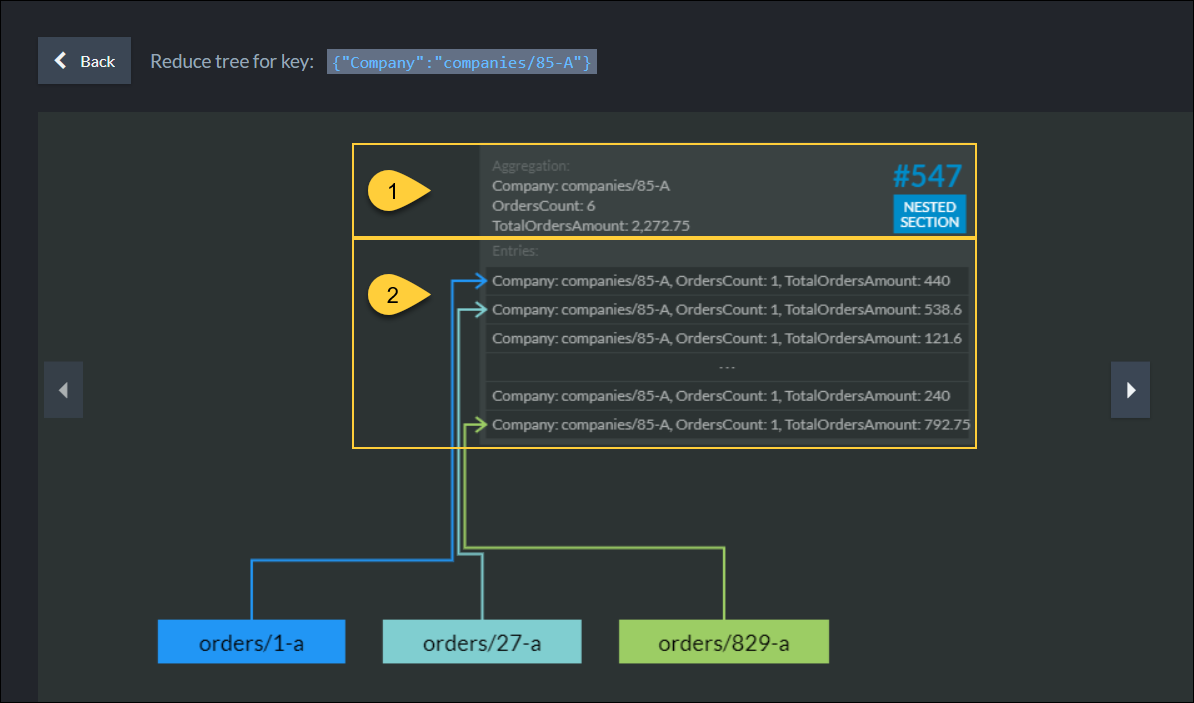 Back
Reduce tree for key: {"Company":"companies/85-A"}
1
Aggregation:
Company: companies/85-A
OrdersCount: 6
TotalOrdersAmount: 2,272.75
#547
NESTED
SECTION
2
Entries:
Company: companies/85-A, OrdersCount: 1, TotalOrdersAmount: 440
Company: companies/85-A, OrdersCount: 1, TotalOrdersAmount: 538.6
Company: companies/85-A, OrdersCount: 1, TotalOrdersAmount: 121.6
...
Company: companies/85-A, OrdersCount: 1, TotalOrdersAmount: 240
Company: companies/85-A, OrdersCount: 1, TotalOrdersAmount: 792.75
orders/1-a
orders/27-a
orders/829-a